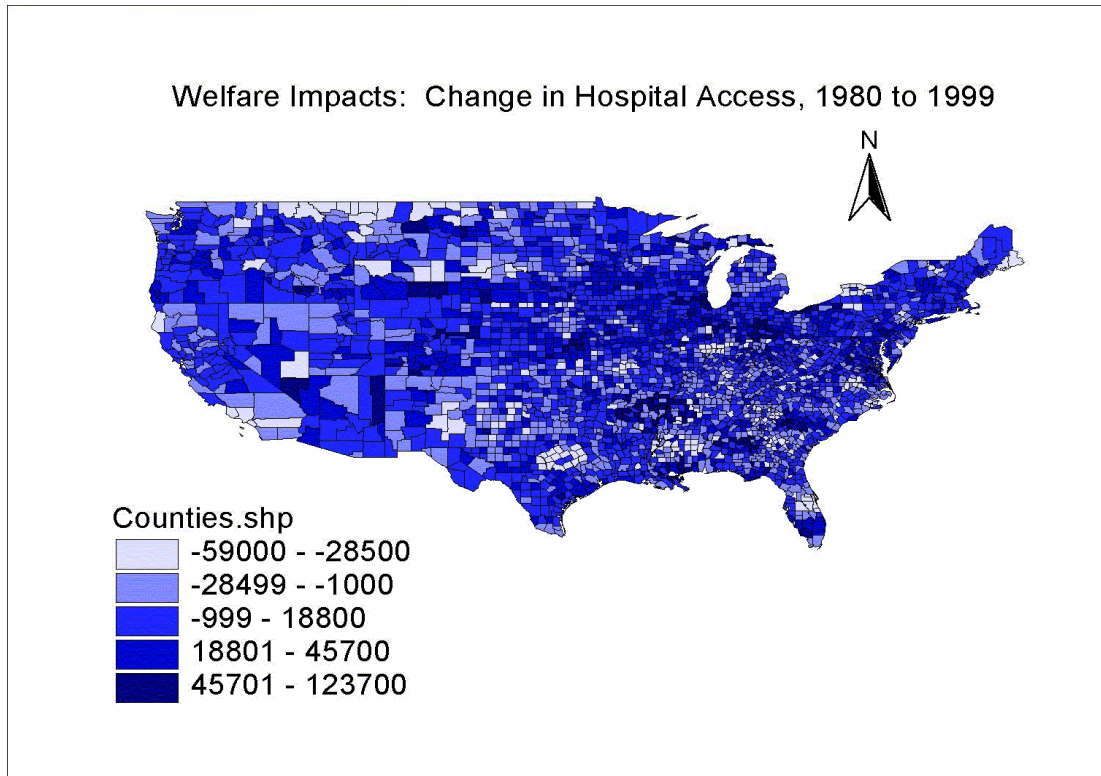 Welfare Impacts:  Change in Hospital Access, 1980 to 1999
N
Counties.shp
-59000 - -28500
-28499 - -1000
-999 - 18800
18801 - 45700
45701 - 123700